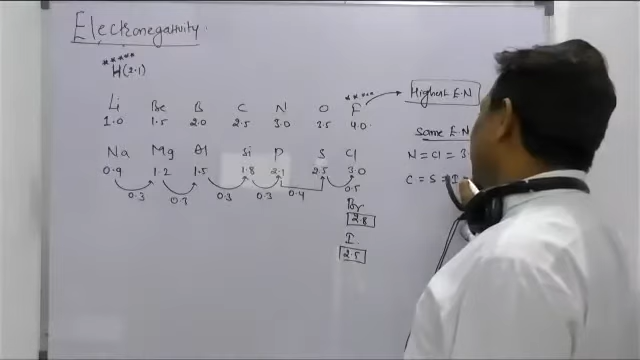 Electronegativity
*****
H(2.1)
Li Be B C N O F
1.0 1.5 2.0 2.5 3.0 3.5 4.0
Highest E.N
Same E.N
N = Cl = 3.
C = S = I =
Na Mg Al Si P S Cl
0.9 1.2 1.5 1.8 2.1 2.5 3.0
0.3 0.3 0.3 0.3 0.4 0.5
Br
2.8
I
2.5